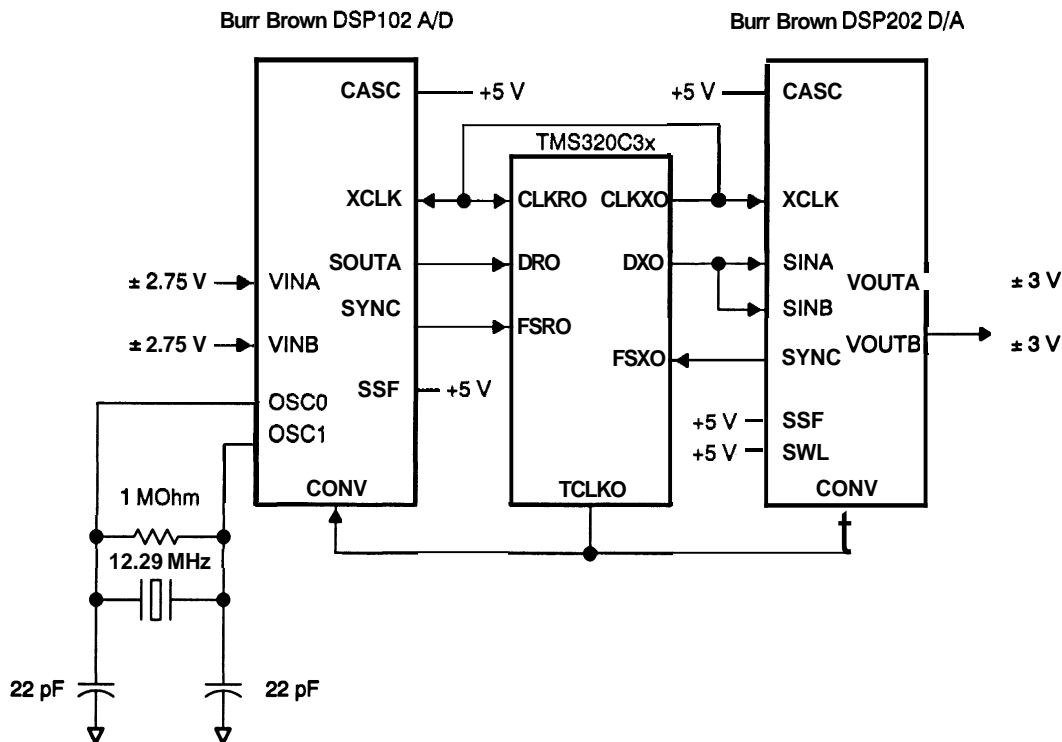 Burr Brown DSP102 A/D
Burr Brown DSP202 D/A
CASC
+5 V
+5 V
CASC
TMS320C3x
XCLK
CLKRO
CLKXO
XCLK
SOUTA
DRO
DXO
SINA
± 2.75 V
VINA
VOUTA
± 3 V
SYNC
FSRO
SINB
± 2.75 V
VINB
FSXO
SYNC
VOUTB
± 3 V
SSF
+5 V
OSC0
OSC1
+5 V
SSF
+5 V
SWL
CONV
TCLKO
CONV
1 MOhm
12.29 MHz
22 pF
22 pF